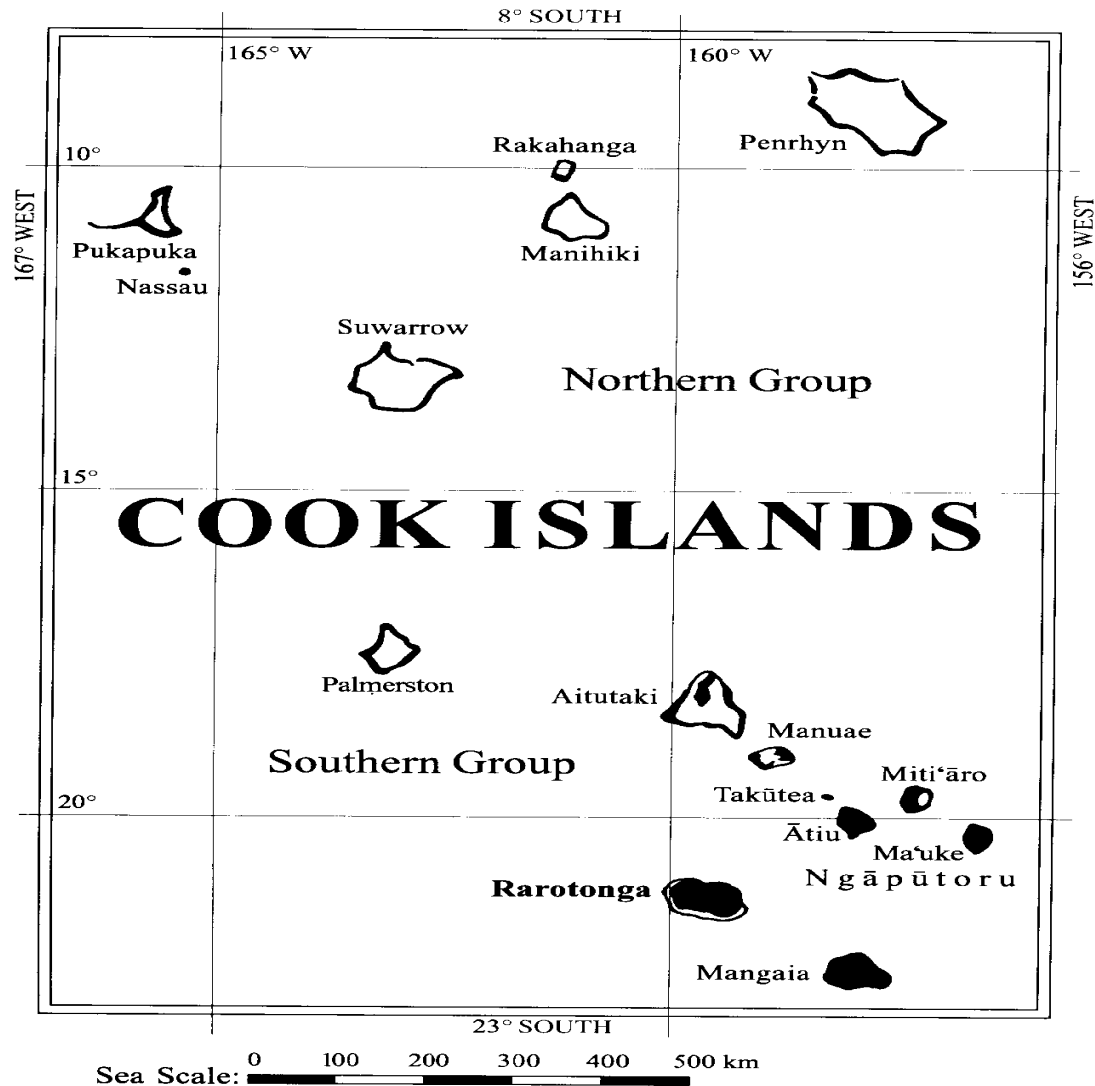 8° SOUTH
165° W
160° W
Penrhyn
Rakahanga
10°
167° WEST
156° WEST
Manihiki
Pukapuka
Nassau
Suwarrow
Northern Group
15°
COOK ISLANDS
Palmerston
Aitutaki
Manuae
Southern Group
Miti‘āro
Takūtea
20°
Ātiu
Ma‘uke
Ngāpūtoru
Rarotonga
Mangaia
23° SOUTH
Sea Scale: 0 100 200 300 400 500 km